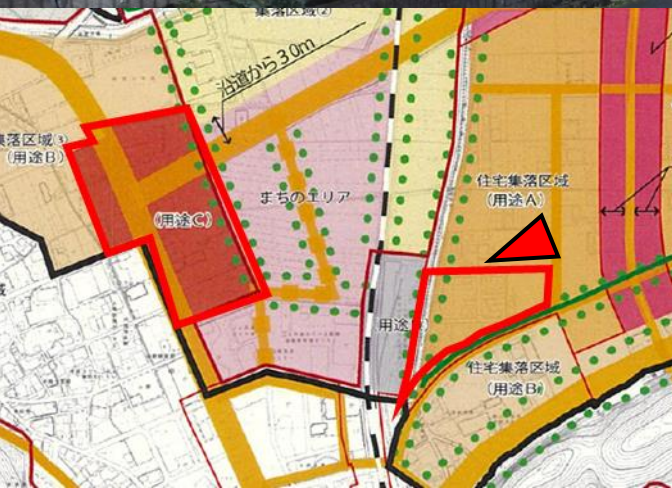 集落区域②
沿道から30m
集落区域③
(用途B)
(用途C)
まちのエリア
住宅集落区域
(用途A)
用途
住宅集落区域
(用途B)